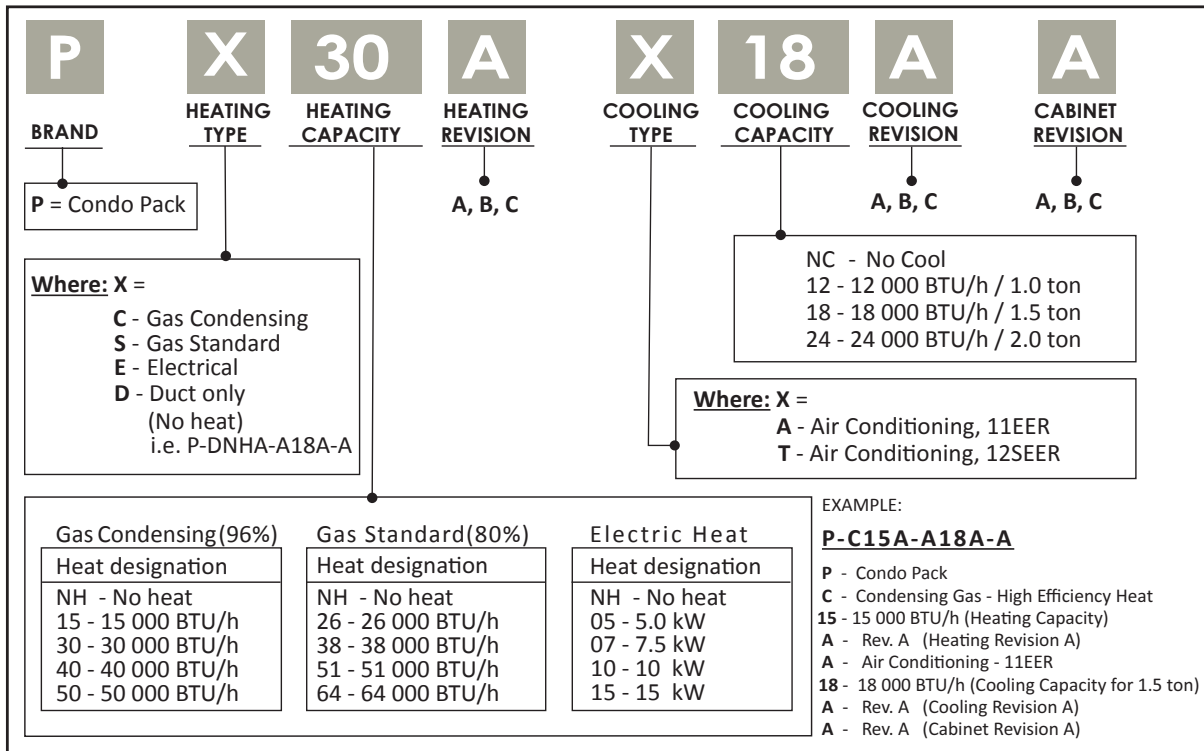 P X 30 A X 18 A A
BRAND
HEATING TYPE
HEATING CAPACITY
HEATING REVISION
COOLING TYPE
COOLING CAPACITY
COOLING REVISION
CABINET REVISION
P = Condo Pack
A, B, C
A, B, C
A, B, C
NC - No Cool
12 - 12 000 BTU/h / 1.0 ton
18 - 18 000 BTU/h / 1.5 ton
24 - 24 000 BTU/h / 2.0 ton
Where: X =
C - Gas Condensing
S - Gas Standard
E - Electrical
D - Duct only
(No heat)
i.e. P-DNHA-A18A-A
Where: X =
A - Air Conditioning, 11EER
T - Air Conditioning, 12SEER
Gas Condensing(96%)
Heat designation
NH - No heat
15 - 15 000 BTU/h
30 - 30 000 BTU/h
40 - 40 000 BTU/h
50 - 50 000 BTU/h
Gas Standard(80%)
Heat designation
NH - No heat
26 - 26 000 BTU/h
38 - 38 000 BTU/h
51 - 51 000 BTU/h
64 - 64 000 BTU/h
Electric Heat
Heat designation
NH - No heat
05 - 5.0 kW
07 - 7.5 kW
10 - 10 kW
15 - 15 kW
EXAMPLE:
P-C15A-A18A-A
P - Condo Pack
C - Condensing Gas - High Efficiency Heat
15 - 15 000 BTU/h (Heating Capacity)
A - Rev. A (Heating Revision A)
A - Air Conditioning - 11EER
18 - 18 000 BTU/h (Cooling Capacity for 1.5 ton)
A - Rev. A (Cooling Revision A)
A - Rev. A (Cabinet Revision A)